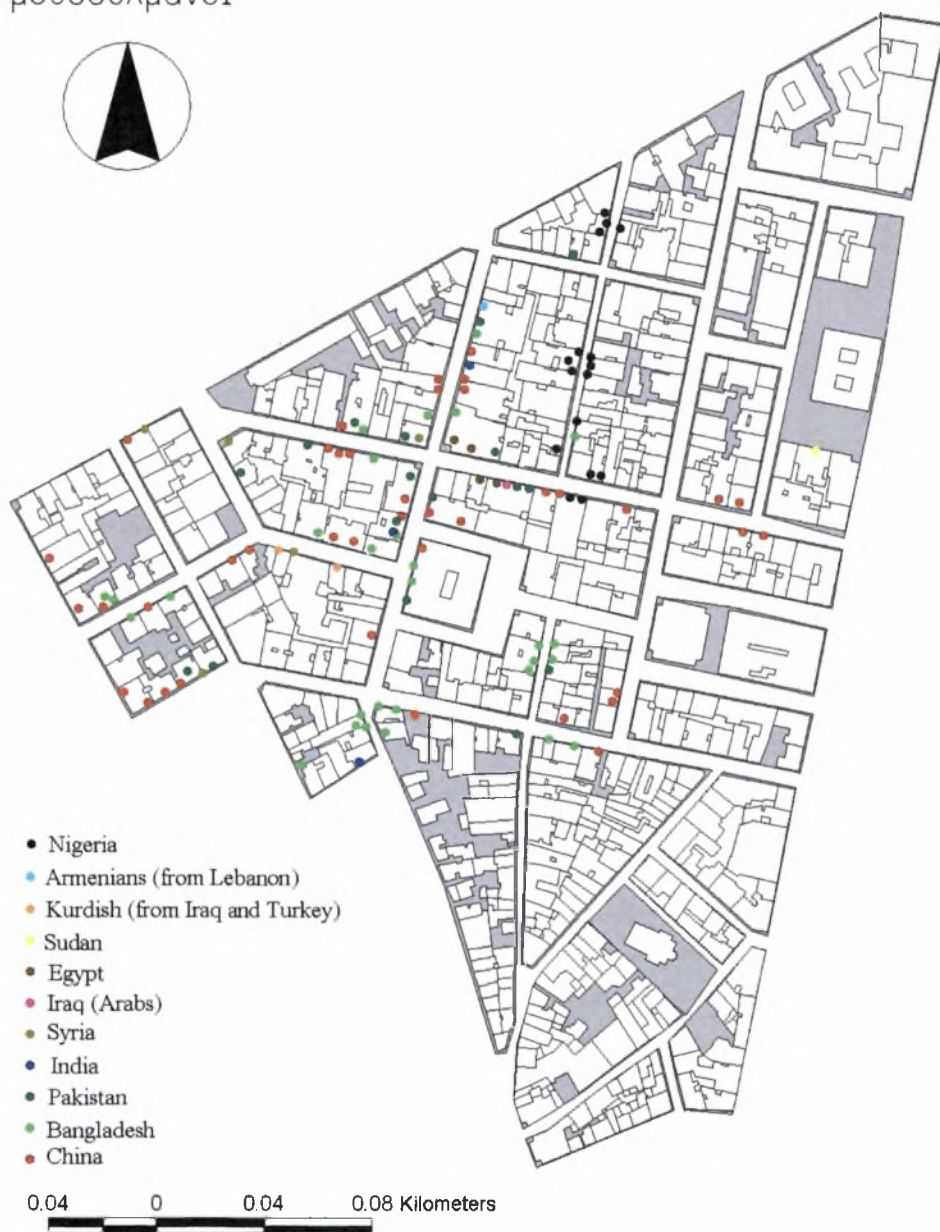 μουσουλμάνοι
Nigeria
Armenians (from Lebanon)
Kurdish (from Iraq and Turkey)
Sudan
Egypt
Iraq (Arabs)
Syria
India
Pakistan
Bangladesh
China
0.04 0 0.04 0.08 Kilometers